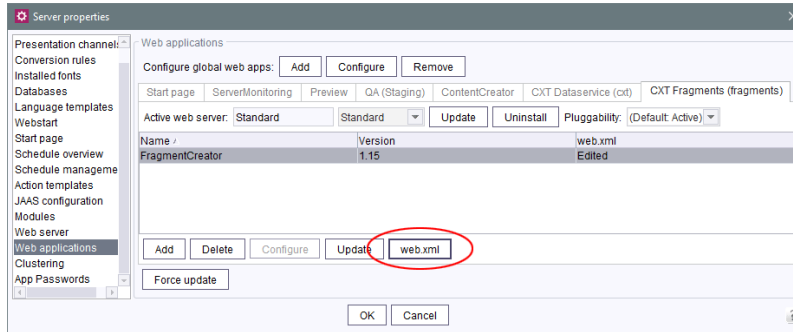 Server properties
Presentation channels
Conversion rules
Installed fonts
Databases
Language templates
Webstart
Start page
Schedule overview
Schedule manageme
Action templates
JAAS configuration
Modules
Web server
Web applications
Clustering
App Passwords
Web applications
Configure global web apps: Add Configure Remove
Start page ServerMonitoring Preview QA (Staging) ContentCreator CXT Dataservice (cxt) CXT Fragments (fragments)
Active web server: Standard Standard Update Uninstall Pluggability: (Default: Active)
Name Version web.xml
FragmentCreator 1.15 Edited
Add Delete Configure Update web.xml
Force update
OK Cancel